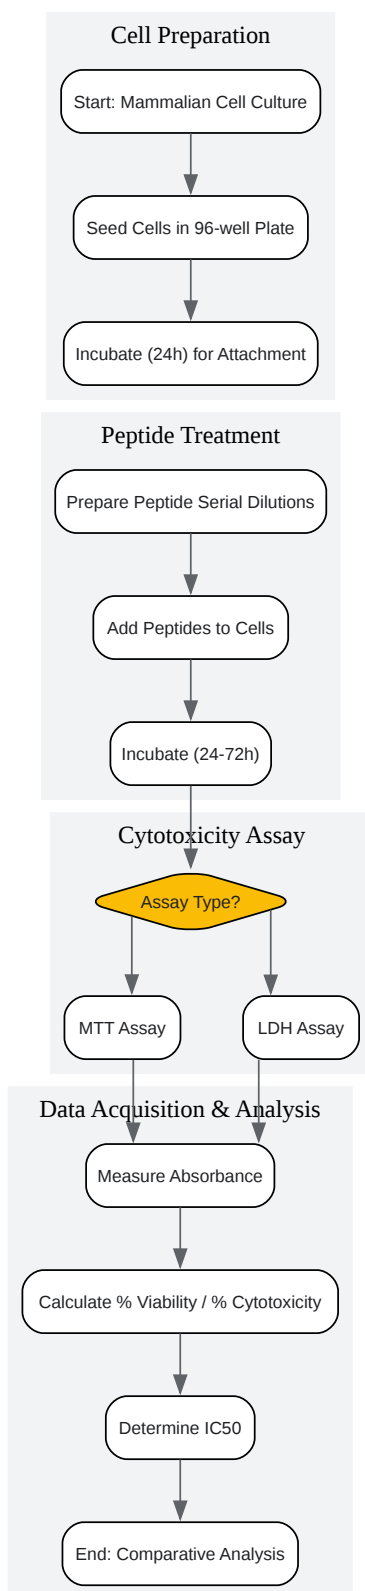 Cell Preparation
Start: Mammalian Cell Culture
Seed Cells in 96-well Plate
Incubate (24h) for Attachment
Peptide Treatment
Prepare Peptide Serial Dilutions
Add Peptides to Cells
Incubate (24-72h)
Cytotoxicity Assay
Assay Type?
MTT Assay
LDH Assay
Data Acquisition & Analysis
Measure Absorbance
Calculate % Viability / % Cytotoxicity
Determine IC50
End: Comparative Analysis